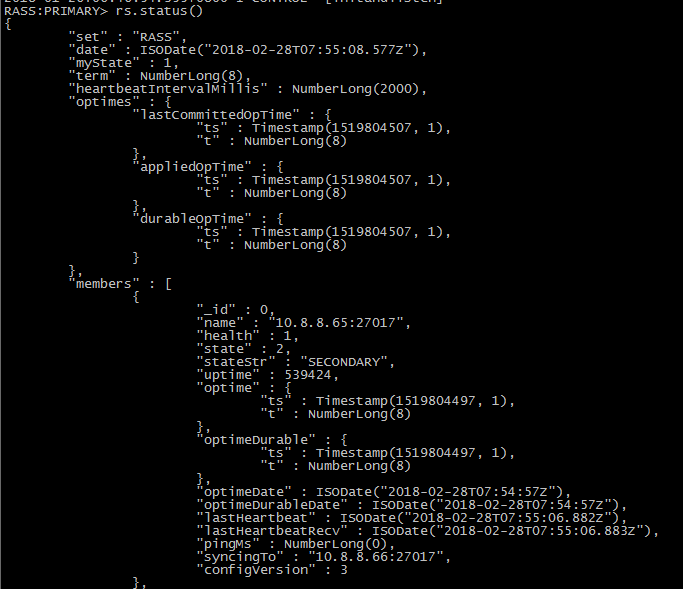 RASS:PRIMARY> rs.status()
{
"set" : "RASS",
"date" : ISODate("2018-02-28T07:55:08.577Z"),
"myState" : 1,
"term" : NumberLong(8),
"heartbeatIntervalMillis" : NumberLong(2000),
"optimes" : {
"lastCommittedOpTime" : {
"ts" : Timestamp(1519804507, 1),
"t" : NumberLong(8)
},
"appliedOpTime" : {
"ts" : Timestamp(1519804507, 1),
"t" : NumberLong(8)
},
"durableOpTime" : {
"ts" : Timestamp(1519804507, 1),
"t" : NumberLong(8)
}
},
"members" : [
{
"_id" : 0,
"name" : "10.8.8.65:27017",
"health" : 1,
"state" : 2,
"stateStr" : "SECONDARY",
"uptime" : 539424,
"optime" : {
"ts" : Timestamp(1519804497, 1),
"t" : NumberLong(8)
},
"optimeDurable" : {
"ts" : Timestamp(1519804497, 1),
"t" : NumberLong(8)
},
"optimeDate" : ISODate("2018-02-28T07:54:57Z"),
"optimeDurableDate" : ISODate("2018-02-28T07:54:57Z"),
"lastHeartbeat" : ISODate("2018-02-28T07:55:06.882Z"),
"lastHeartbeatRecv" : ISODate("2018-02-28T07:55:06.883Z"),
"pingMs" : NumberLong(0),
"syncingTo" : "10.8.8.66:27017",
"configVersion" : 3
},